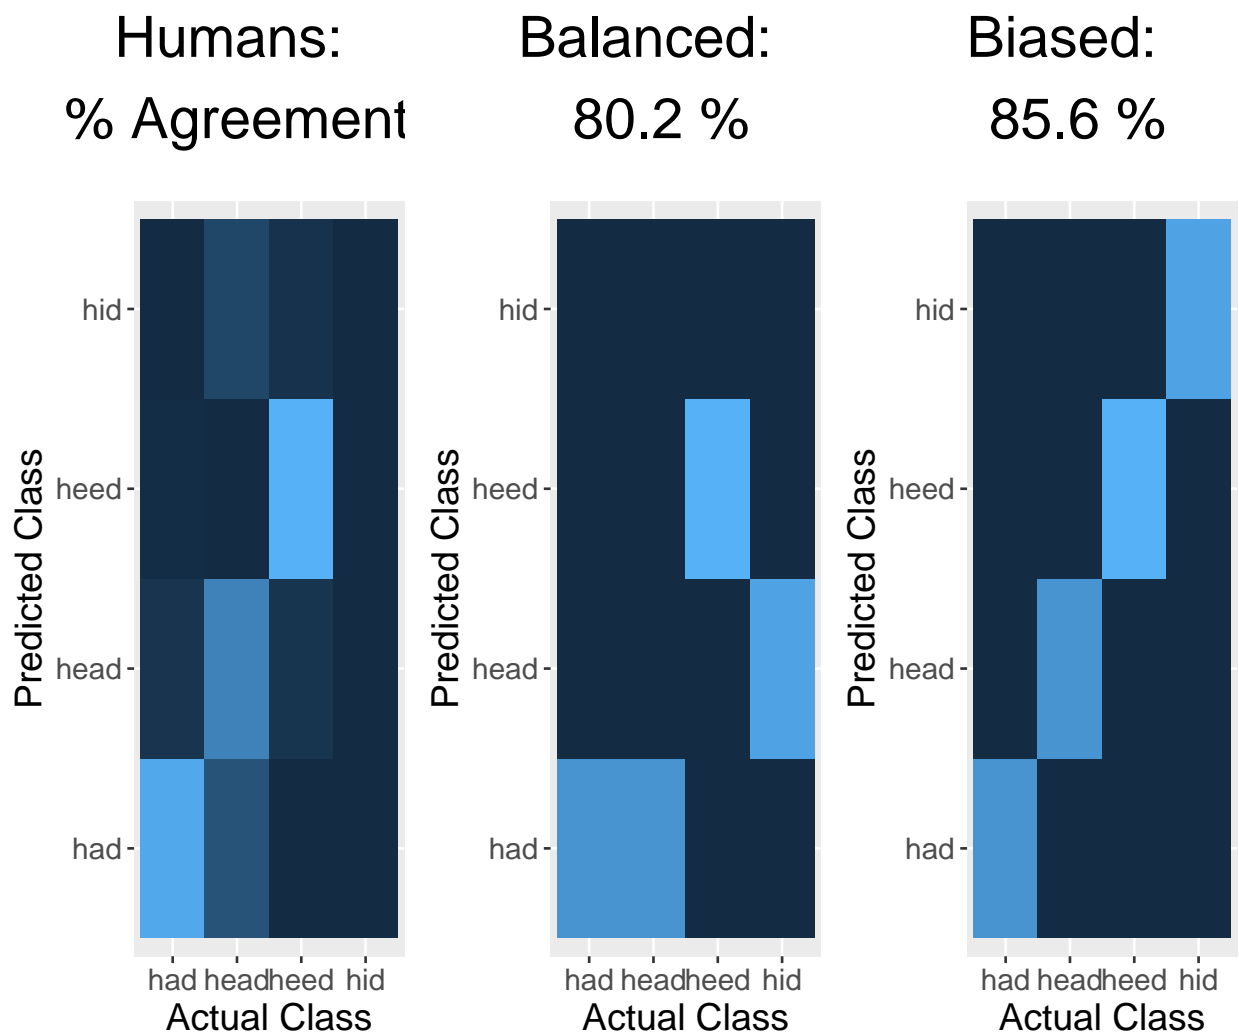 Humans:
% Agreement
Predicted Class
hid
heed
head
had
had head heed hid
Actual Class
Balanced:
80.2 %
Predicted Class
hid
heed
head
had
had head heed hid
Actual Class
Biased:
85.6 %
Predicted Class
hid
heed
head
had
had head heed hid
Actual Class